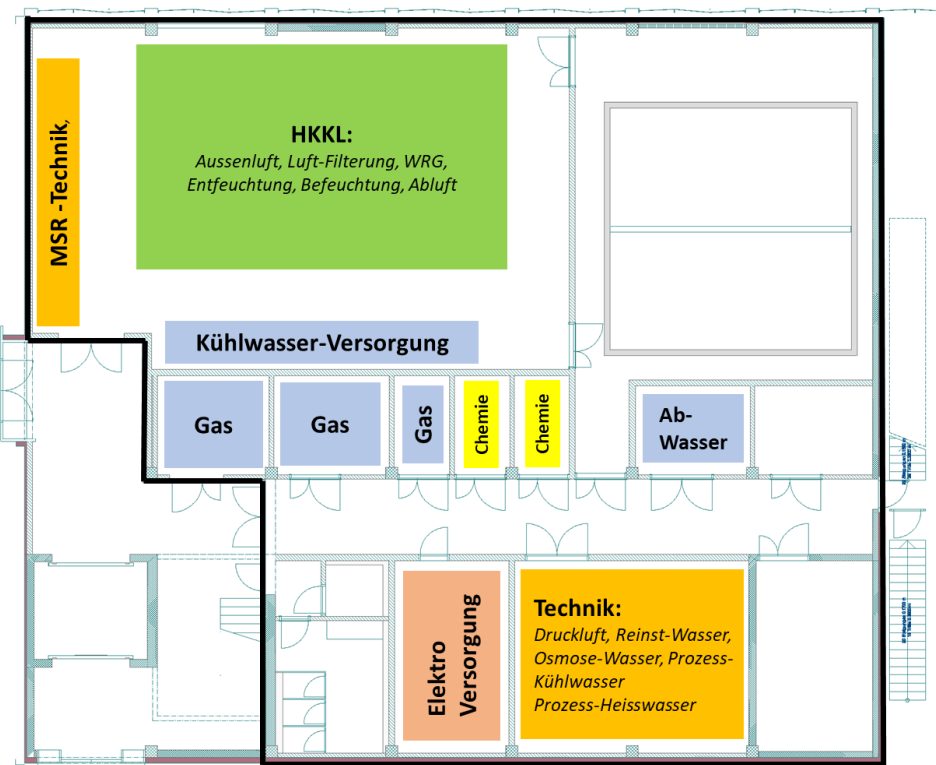 MSR -Technik,
HKKL:
Aussenluft, Luft-Filterung, WRG,
Entfeuchtung, Befeuchtung, Abluft
Kühlwasser-Versorgung
Gas
Gas
Gas
Chemie
Chemie
Ab-
Wasser
Elektro
Versorgung
Technik:
Druckluft, Reinst-Wasser,
Osmose-Wasser, Prozess-
Kühlwasser
Prozess-Heisswasser